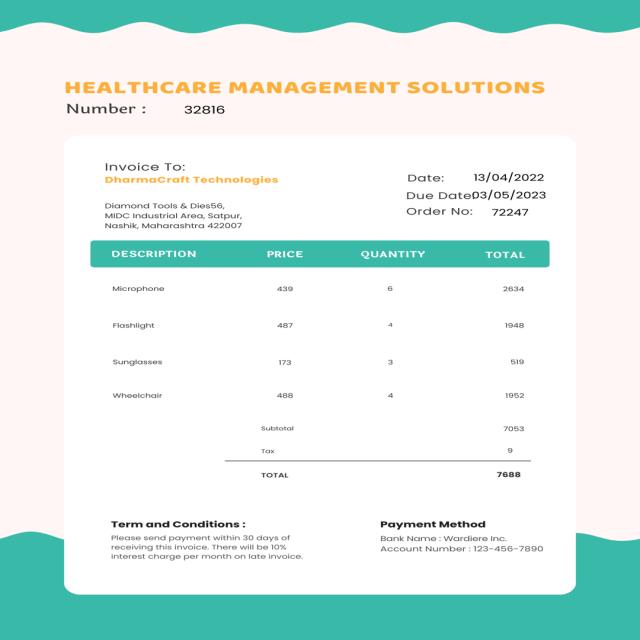 HEALTHCARE MANAGEMENT SOLUTIONS
Number : 32816
Invoice To:
DharmaCraft Technologies
Diamond Tools & Dies56,
MIDC Industrial Area, Satpur,
Nashik, Maharashtra 422007
Date: 13/04/2022
Due Date: 03/05/2023
Order No: 72247
DESCRIPTION PRICE QUANTITY TOTAL
Microphone 439 6 2634
Flashlight 487 4 1948
Sunglasses 173 3 519
Wheelchair 488 4 1952
Subtotal 7053
Tax 9
TOTAL 7688
Term and Conditions :
Please send payment within 30 days of
receiving this invoice. There will be 10%
interest charge per month on late invoice.
Payment Method
Bank Name : Wardiere Inc.
Account Number : 123-456-7890